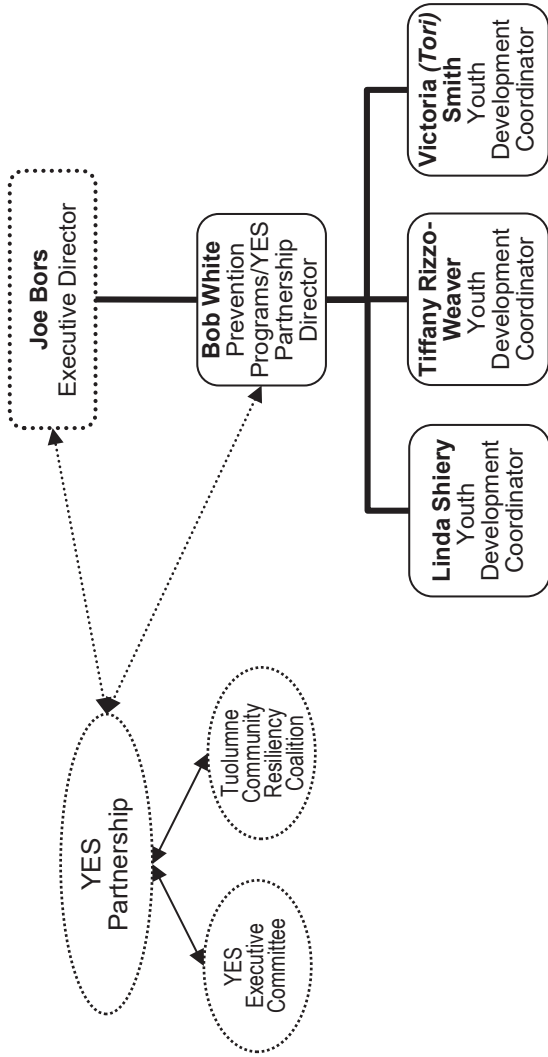 Joe Bors
Executive Director
YES
Partnership
Bob White
Prevention
Programs/YES
Partnership
Director
YES
Executive
Committee
Tuolumne
Community
Resiliency
Coalition
Linda Shiery
Youth
Development
Coordinator
Tiffany Rizzo-
Weaver
Youth
Development
Coordinator
Victoria (Tori)
Smith
Youth
Development
Coordinator